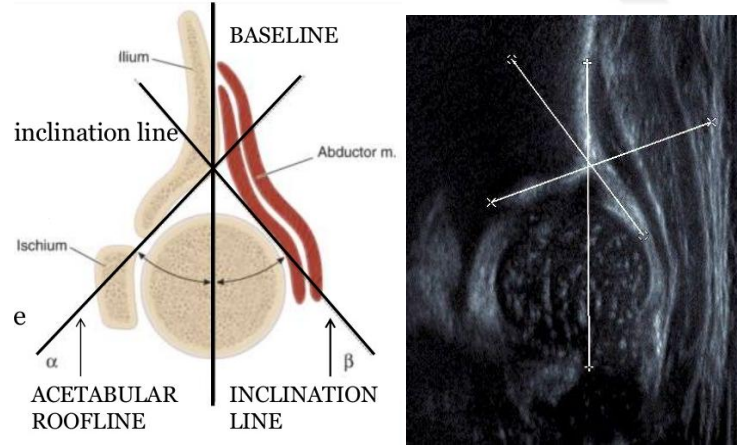 BASELINE
Ilium
inclination line
Abductor m.
Ischium
e
α
β
ACETABULAR
ROOFLINE
INCLINATION
LINE